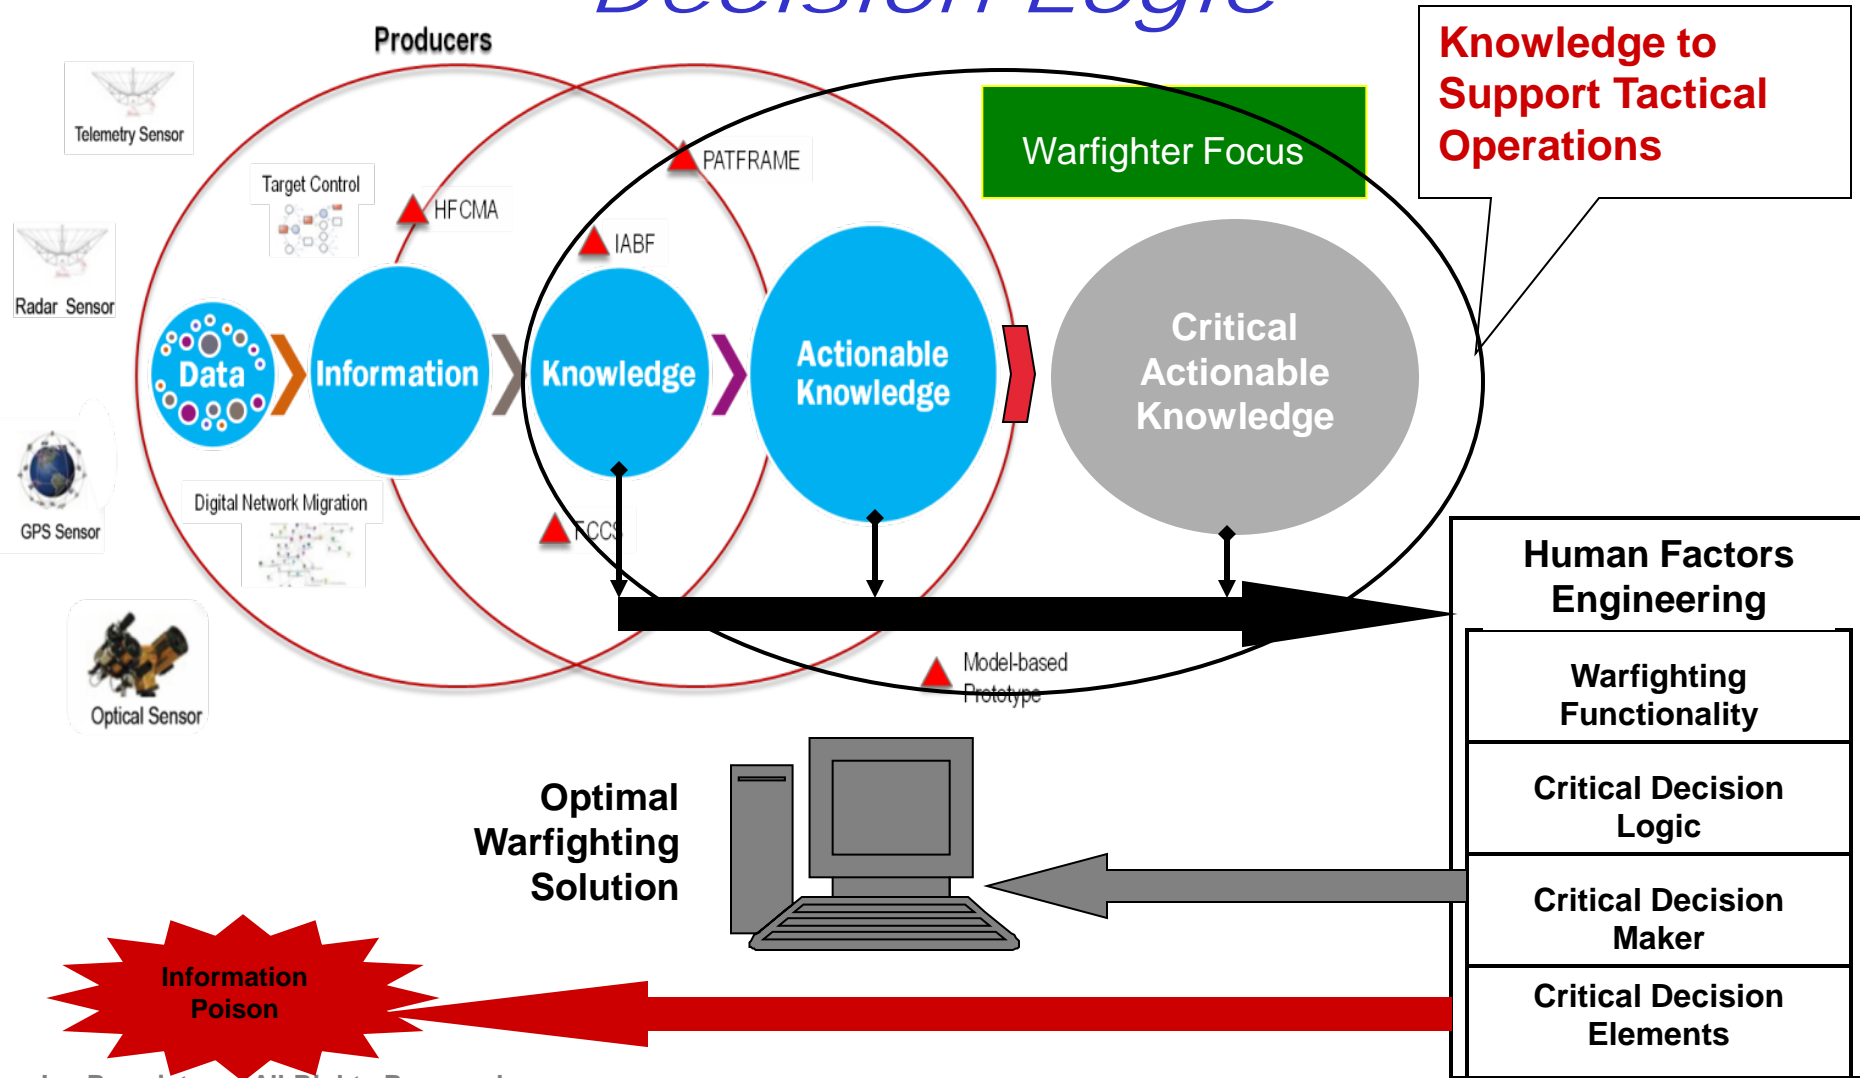 Decision Logic
Producers
Knowledge to
Support Tactical
Operations
Telemetry Sensor
Warfighter Focus
PATFRAME
Target Control
HFCMA
IABF
Radar Sensor
Data
Information
Knowledge
Actionable
Knowledge
Critical
Actionable
Knowledge
GPS Sensor
Digital Network Migration
FCCS
Human Factors
Engineering
Model-based
Prototype
Optical Sensor
Warfighting
Functionality
Optimal
Warfighting
Solution
Critical Decision
Logic
Critical Decision
Maker
Information
Poison
Critical Decision
Elements